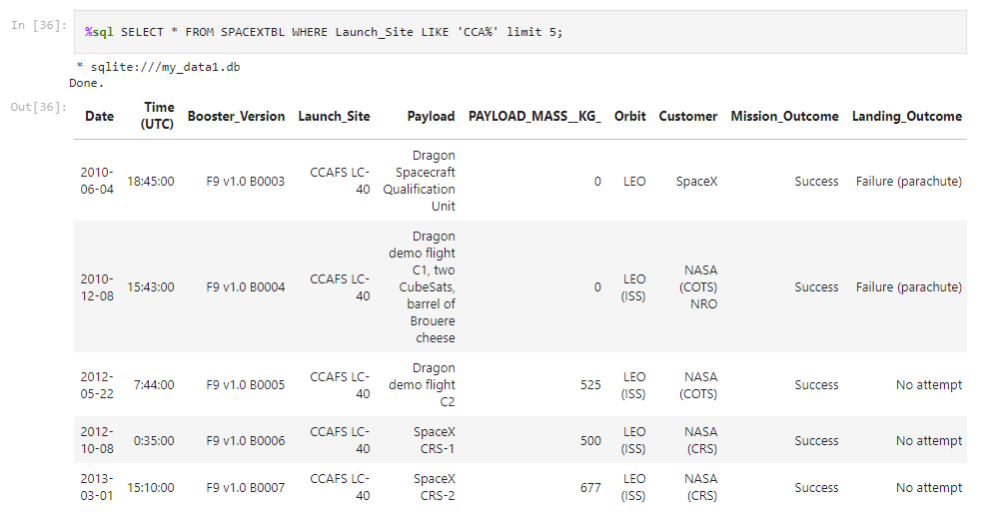 In [36]: %sql SELECT * FROM SPACEXTBL WHERE Launch_Site LIKE 'CCA%' limit 5;
* sqlite:///my_data1.db
Done.
Out[36]:
Date Time (UTC) Booster_Version Launch_Site Payload PAYLOAD_MASS__KG_ Orbit Customer Mission_Outcome Landing_Outcome
2010-06-04 18:45:00 F9 v1.0 B0003 CCAFS LC-40 Dragon Spacecraft Qualification Unit 0 LEO SpaceX Success Failure (parachute)
2010-12-08 15:43:00 F9 v1.0 B0004 CCAFS LC-40 Dragon demo flight C1, two CubeSats, barrel of Brouere cheese 0 LEO (ISS) NASA (COTS) NRO Success Failure (parachute)
2012-05-22 7:44:00 F9 v1.0 B0005 CCAFS LC-40 Dragon demo flight C2 525 LEO (ISS) NASA (COTS) Success No attempt
2012-10-08 0:35:00 F9 v1.0 B0006 CCAFS LC-40 SpaceX CRS-1 500 LEO (ISS) NASA (CRS) Success No attempt
2013-03-01 15:10:00 F9 v1.0 B0007 CCAFS LC-40 SpaceX CRS-2 677 LEO (ISS) NASA (CRS) Success No attempt